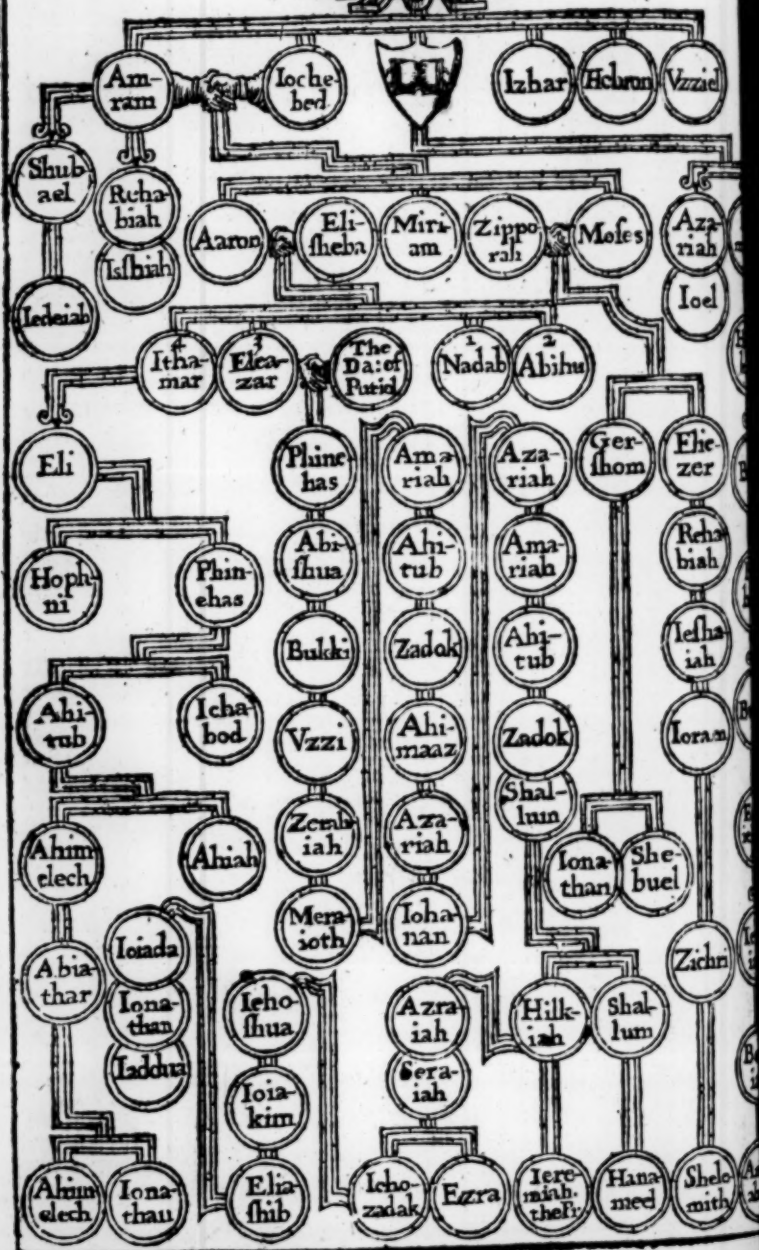 Am-
ram
Ioche-
bed
Izhar
Hebron
Vzziel
Shub
ael
Reha-
biah
Isshiah
Iedeiah
Aaron
Eli-
sheba
Miri-
am
Zippo-
rah
Moses
Aza-
riah
Ioel
4
Itha-
mar
3
Elea-
zar
The
Da: of
Putiel
1
Nadab
2
Abihu
Eli
Hoph-
ni
Phin-
ehas
Ahi-
tub
Icha-
bod
Ahim-
elech
Ahiah
Abia-
thar
Ahim-
elech
Iona-
than
Phine-
has
Abi-
shua
Bukki
Vzzi
Zerah-
iah
Mera-
ioth
Ama-
riah
Ahi-
tub
Zadok
Ahi-
maaz
Aza-
riah
Ioha-
nan
Aza-
riah
Ama-
riah
Ahi-
tub
Zadok
Shal-
lum
Ger-
shom
Iona-
than
She-
buel
Elie-
zer
Reha-
biah
Iesha-
iah
Ioram
Zichri
Shelo-
mith
Hilk-
iah
Shal-
lum
Iere-
miah.
the Pr:
Hana-
meel
Azra-
iah
Sera-
iah
Ieho-
zadak
Ezra
Ieho-
shua
Ioia-
kim
Elia-
shib
Ioiada
Iona-
than
Iaddua